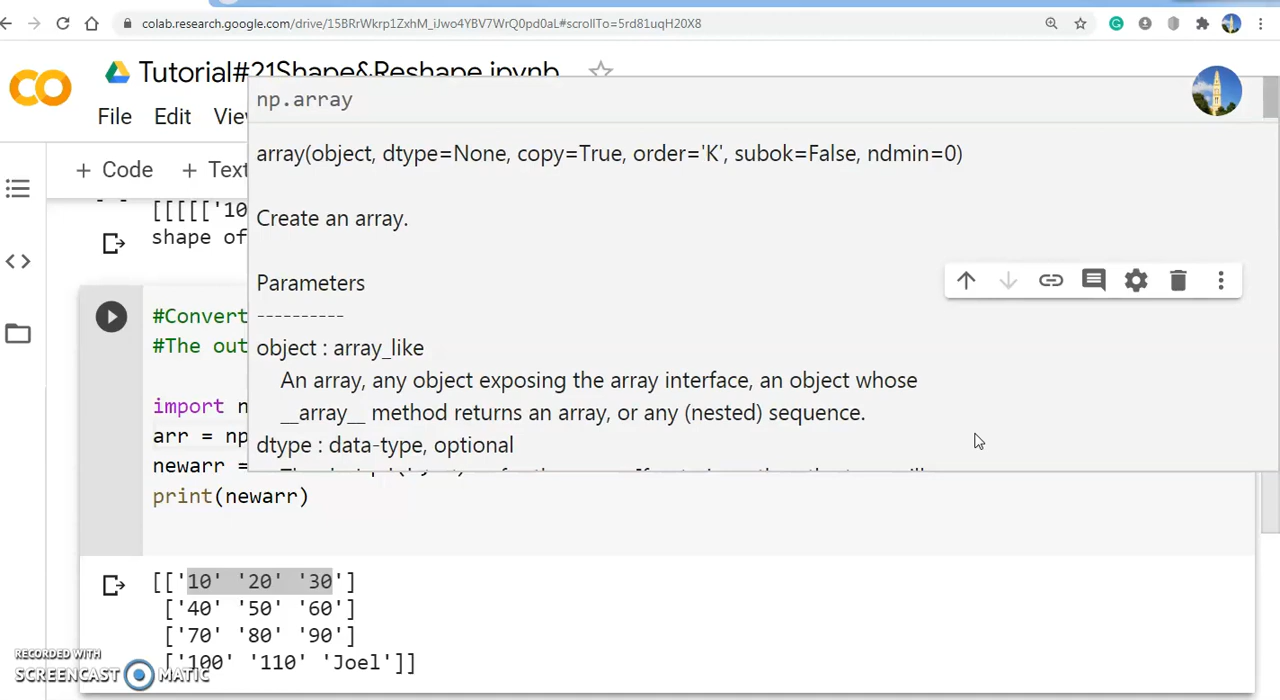 colab.research.google.com/drive/15BRrWkrp1ZxhM_iJwo4YBV7WrQ0pd0aL#scrollTo=5rd81uqH20X8
Tutorial#21Shape&Reshape.ipynb
File Edit
np.array
array(object, dtype=None, copy=True, order='K', subok=False, ndmin=0)
+ Code + Text
[[[[['10
shape of
Create an array.
Parameters
----------
#Convert
#The out
object : array_like
An array, any object exposing the array interface, an object whose
__array__ method returns an array, or any (nested) sequence.
import n
arr = np
dtype : data-type, optional
newarr =
print(newarr)
[['10' '20' '30']
['40' '50' '60']
['70' '80' '90']
['100' '110' 'Joel']]
RECORDED WITH
SCREENCAST MATIC